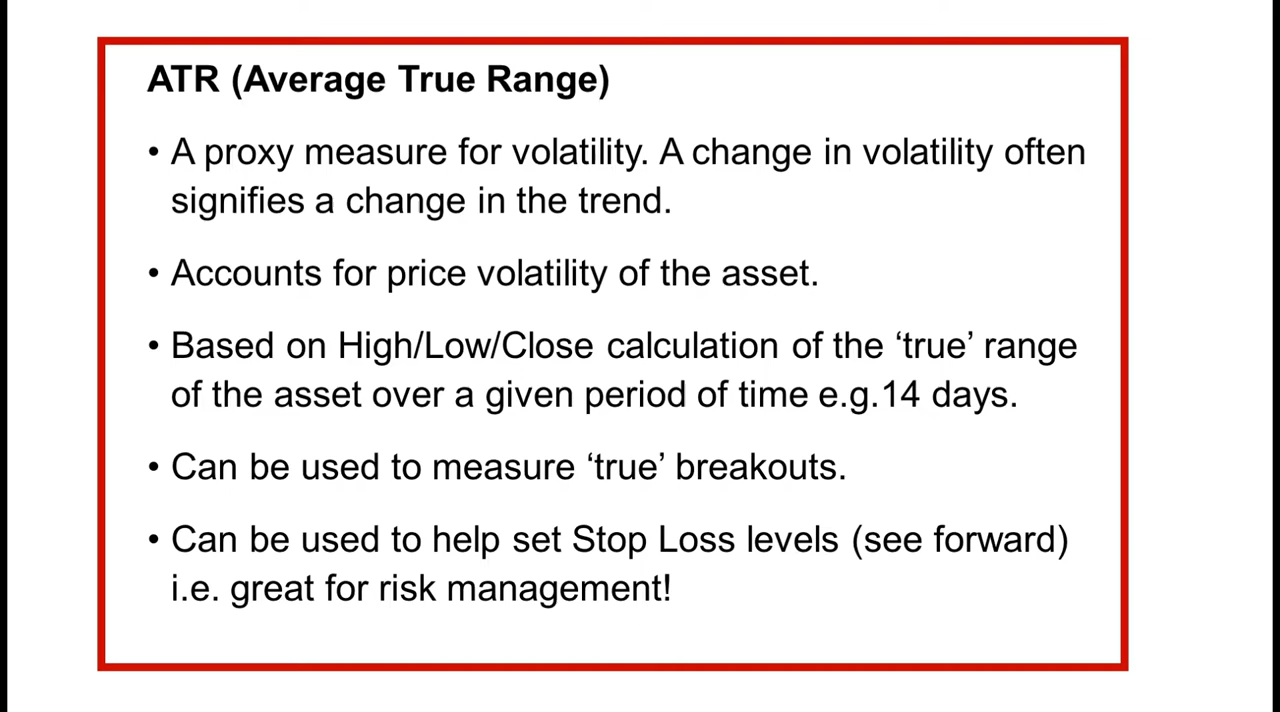 ATR (Average True Range)
• A proxy measure for volatility. A change in volatility often
signifies a change in the trend.
• Accounts for price volatility of the asset.
• Based on High/Low/Close calculation of the ‘true’ range
of the asset over a given period of time e.g.14 days.
• Can be used to measure ‘true’ breakouts.
• Can be used to help set Stop Loss levels (see forward)
i.e. great for risk management!